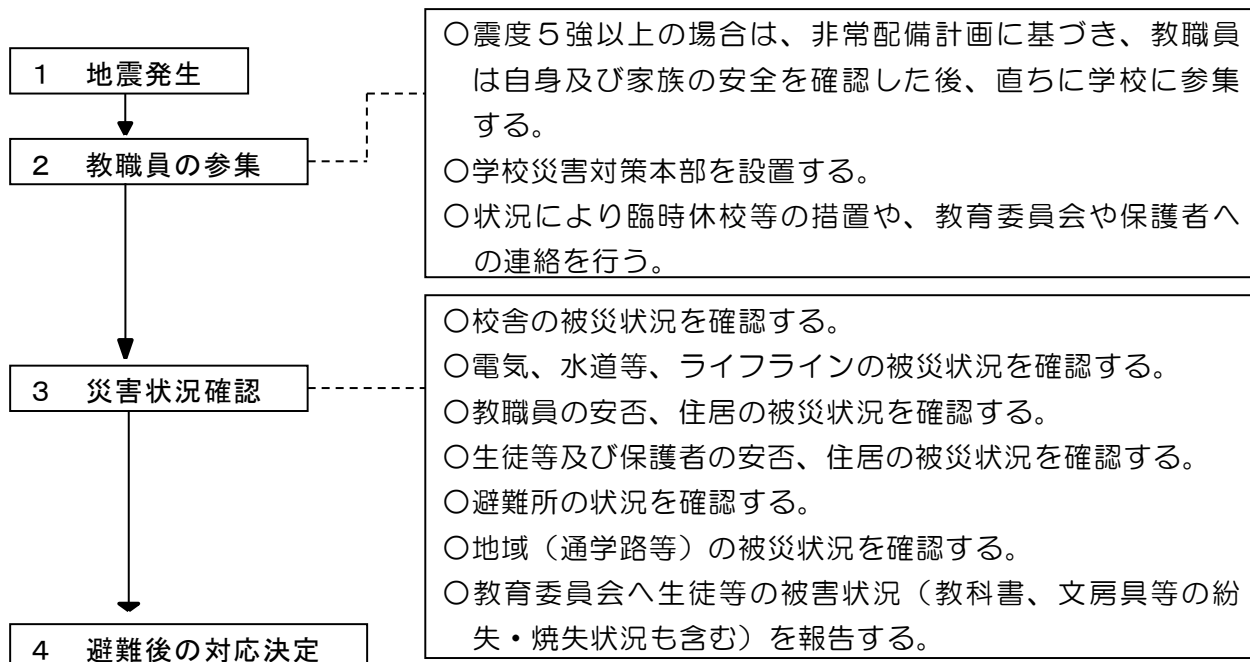 1 地震発生
2 教職員の参集
○震度５強以上の場合は、非常配備計画に基づき、教職員
は自身及び家族の安全を確認した後、直ちに学校に参集
する。
○学校災害対策本部を設置する。
○状況により臨時休校等の措置や、教育委員会や保護者へ
の連絡を行う。
3 災害状況確認
○校舎の被災状況を確認する。
○電気、水道等、ライフラインの被災状況を確認する。
○教職員の安否、住居の被災状況を確認する。
○生徒等及び保護者の安否、住居の被災状況を確認する。
○避難所の状況を確認する。
○地域（通学路等）の被災状況を確認する。
○教育委員会へ生徒等の被害状況（教科書、文房具等の紛
失・焼失状況も含む）を報告する。
4 避難後の対応決定